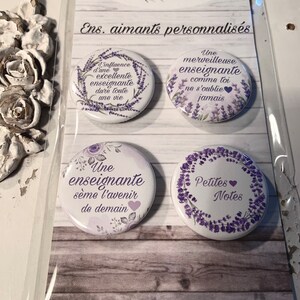 Ens. aimants personnalisés
L'influence
d'une
excellente
enseignante
dure toute
une vie
Une
merveilleuse
enseignante
comme toi
ne s'oublie
jamais
Une
enseignante
sème l'avenir
de demain
Petites
Notes